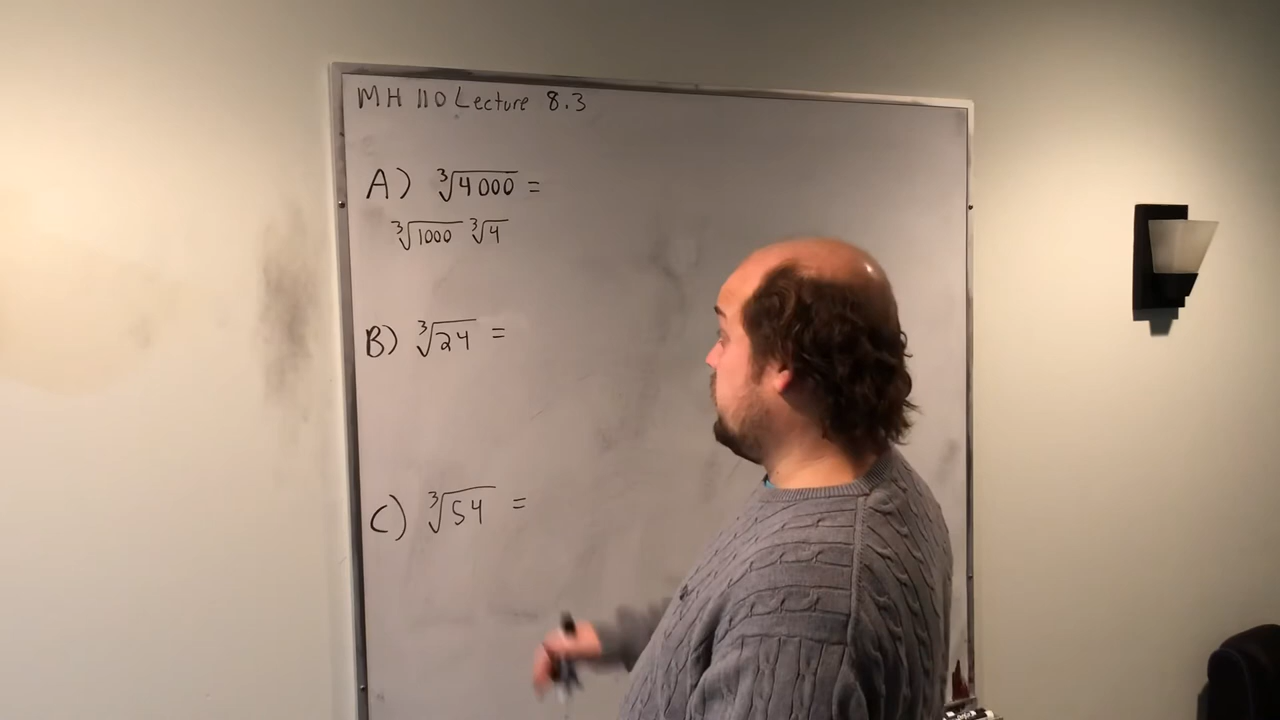 MH 110 Lecture 8.3
A) ∛4000 =
∛1000 ∛4
B) ∛24 =
C) ∛54 =